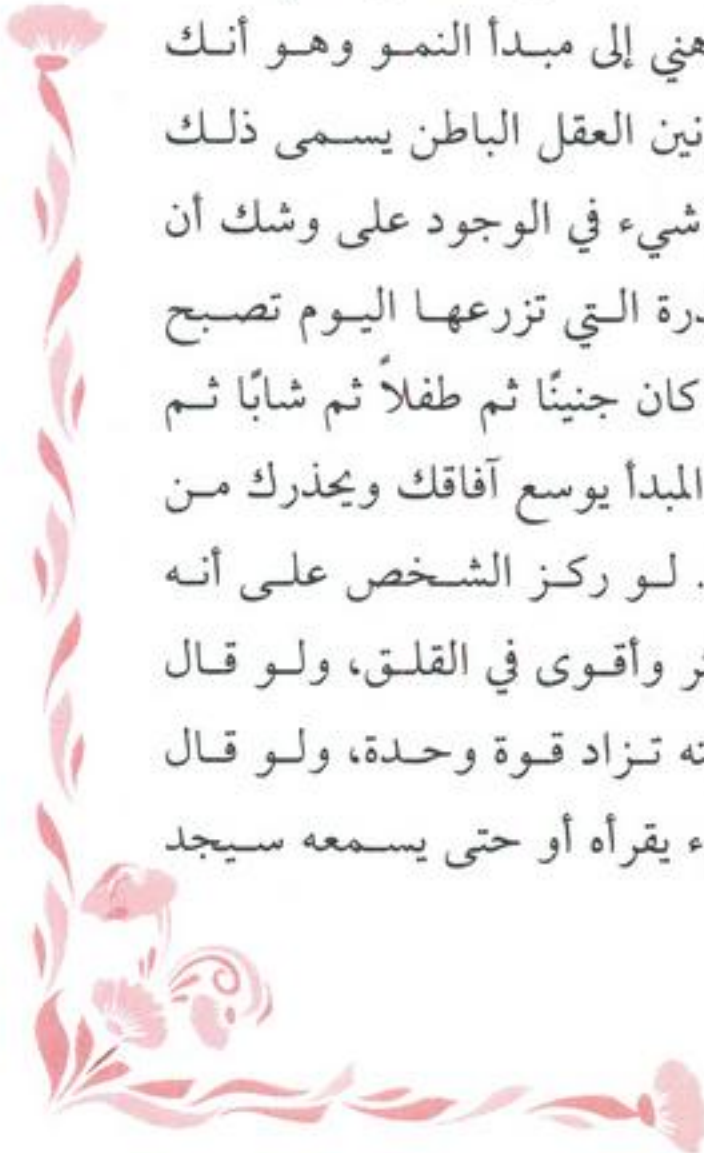 هني إلى مبدأ النمو وهو أنك
نين العقل الباطن يسمى ذلك
شيء في الوجود على وشك أن
رة التي تزرعها اليوم تصبح
كان جنينًا ثم طفلاً ثم شابًا ثم
المبدأ يوسع آفاقك ويحذرك من
. لو ركز الشخص على أنه
ثر وأقوى في القلق، ولو قال
ته تزاد قوة وحدة، ولو قال
ء يقرأه أو حتى يسمعه سيجد